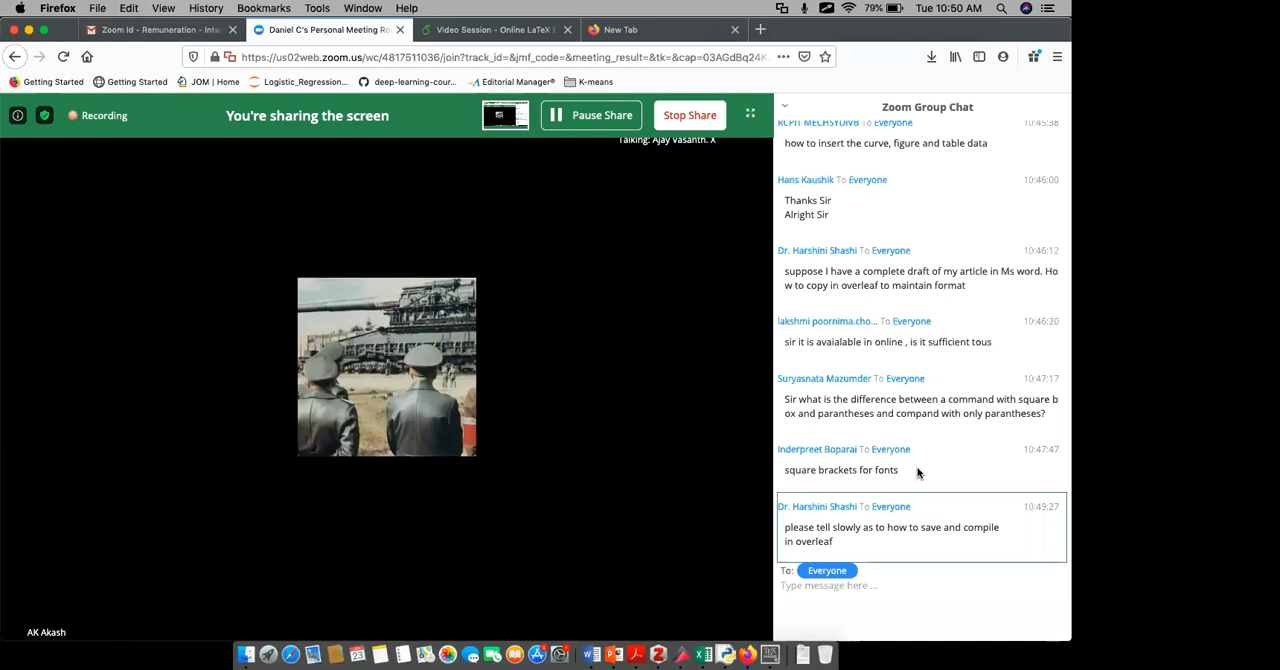 Firefox File Edit View History Bookmarks Tools Window Help 79% Tue 10:50 AM
Zoom Id - Remuneration - Inte Daniel C's Personal Meeting Ro Video Session - Online LaTeX New Tab
https://us02web.zoom.us/wc/4817511036/join?track_id=&jmf_code=&meeting_result=&tk=&cap=03AGdBq24K
Getting Started Getting Started JOM | Home Logistic_Regression... deep-learning-cour... Editorial Manager® K-means
Recording You're sharing the screen Pause Share Stop Share
Talking: Ajay Vasanth. X
Zoom Group Chat
RCPIT MECHSYDIVB To Everyone 10:45:38
how to insert the curve, figure and table data
Hans Kaushik To Everyone 10:46:00
Thanks Sir
Alright Sir
Dr. Harshini Shashi To Everyone 10:46:12
suppose I have a complete draft of my article in Ms word. Ho
w to copy in overleaf to maintain format
lakshmi poornima.cho... To Everyone 10:46:20
sir it is avaialable in online , is it sufficient tous
Suryasnata Mazumder To Everyone 10:47:17
Sir what is the difference between a command with square b
ox and parantheses and compand with only parantheses?
Inderpreet Boparai To Everyone 10:47:47
square brackets for fonts
Dr. Harshini Shashi To Everyone 10:49:27
please tell slowly as to how to save and compile
in overleaf
To: Everyone
Type message here ...
AK Akash